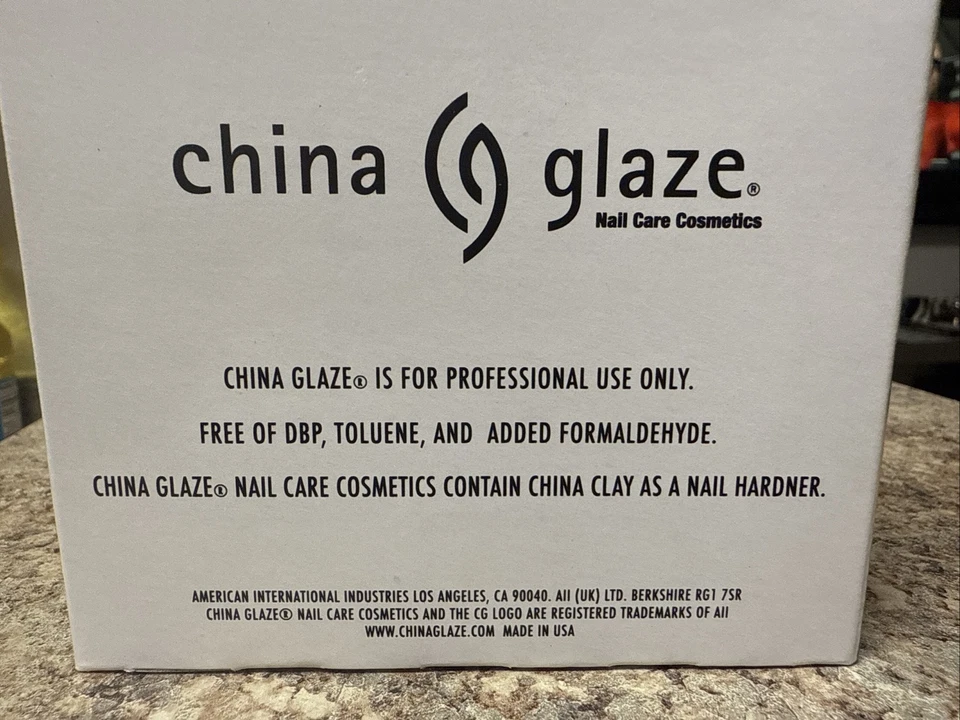 china glaze®
Nail Care Cosmetics
CHINA GLAZE® IS FOR PROFESSIONAL USE ONLY.
FREE OF DBP, TOLUENE, AND ADDED FORMALDEHYDE.
CHINA GLAZE® NAIL CARE COSMETICS CONTAIN CHINA CLAY AS A NAIL HARDNER.
AMERICAN INTERNATIONAL INDUSTRIES LOS ANGELES, CA 90040. AII (UK) LTD. BERKSHIRE RG1 7SR
CHINA GLAZE® NAIL CARE COSMETICS AND THE CG LOGO ARE REGISTERED TRADEMARKS OF AII
WWW.CHINAGLAZE.COM MADE IN USA